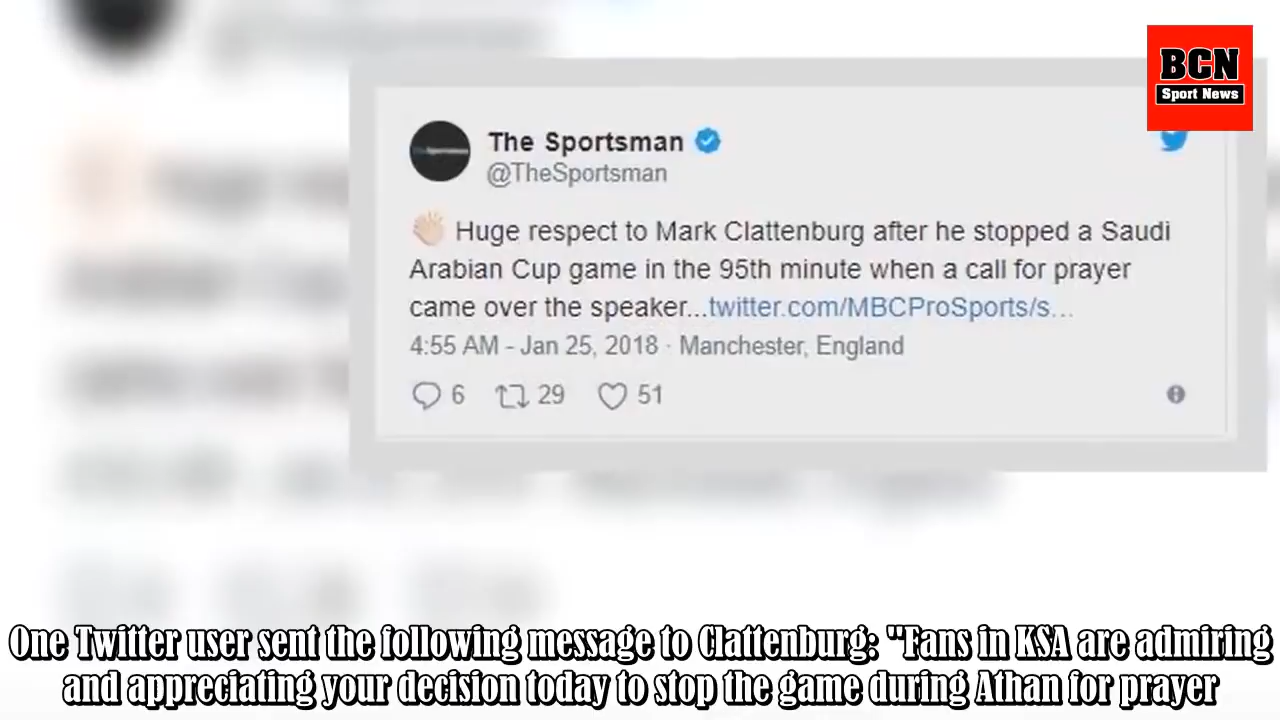 BCN
Sport News
The Sportsman
@TheSportsman
👏🏻 Huge respect to Mark Clattenburg after he stopped a Saudi
Arabian Cup game in the 95th minute when a call for prayer
came over the speaker...twitter.com/MBCProSports/s...
4:55 AM - Jan 25, 2018 · Manchester, England
6 29 51
One Twitter user sent the following message to Clattenburg: "Fans in KSA are admiring
and appreciating your decision today to stop the game during Athan for prayer